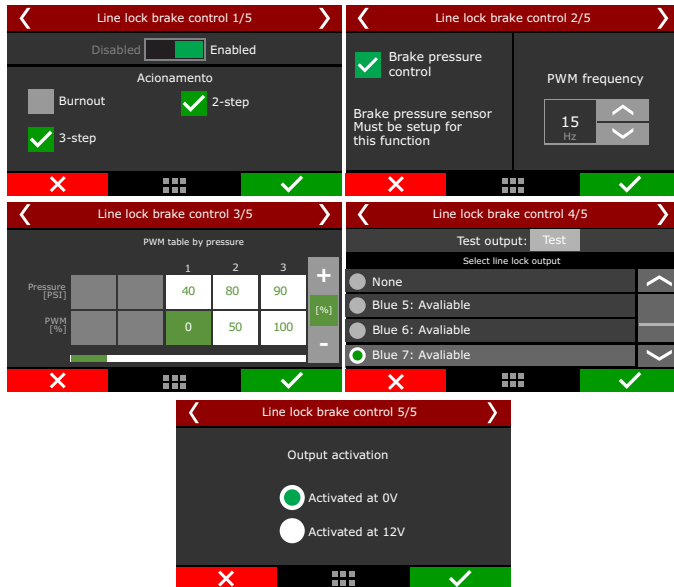 Line lock brake control 1/5
Disabled Enabled
Acionamento
Burnout
2-step
3-step
Line lock brake control 2/5
Brake pressure
control
Brake pressure sensor
Must be setup for
this function
PWM frequency
15
Hz
Line lock brake control 3/5
PWM table by pressure
1 2 3
Pressure
[PSI]
40 80 90
PWM
[%]
0 50 100
+
[%]
-
Line lock brake control 4/5
Test output: Test
Select line lock output
None
Blue 5: Avaliable
Blue 6: Avaliable
Blue 7: Avaliable
Line lock brake control 5/5
Output activation
Activated at 0V
Activated at 12V